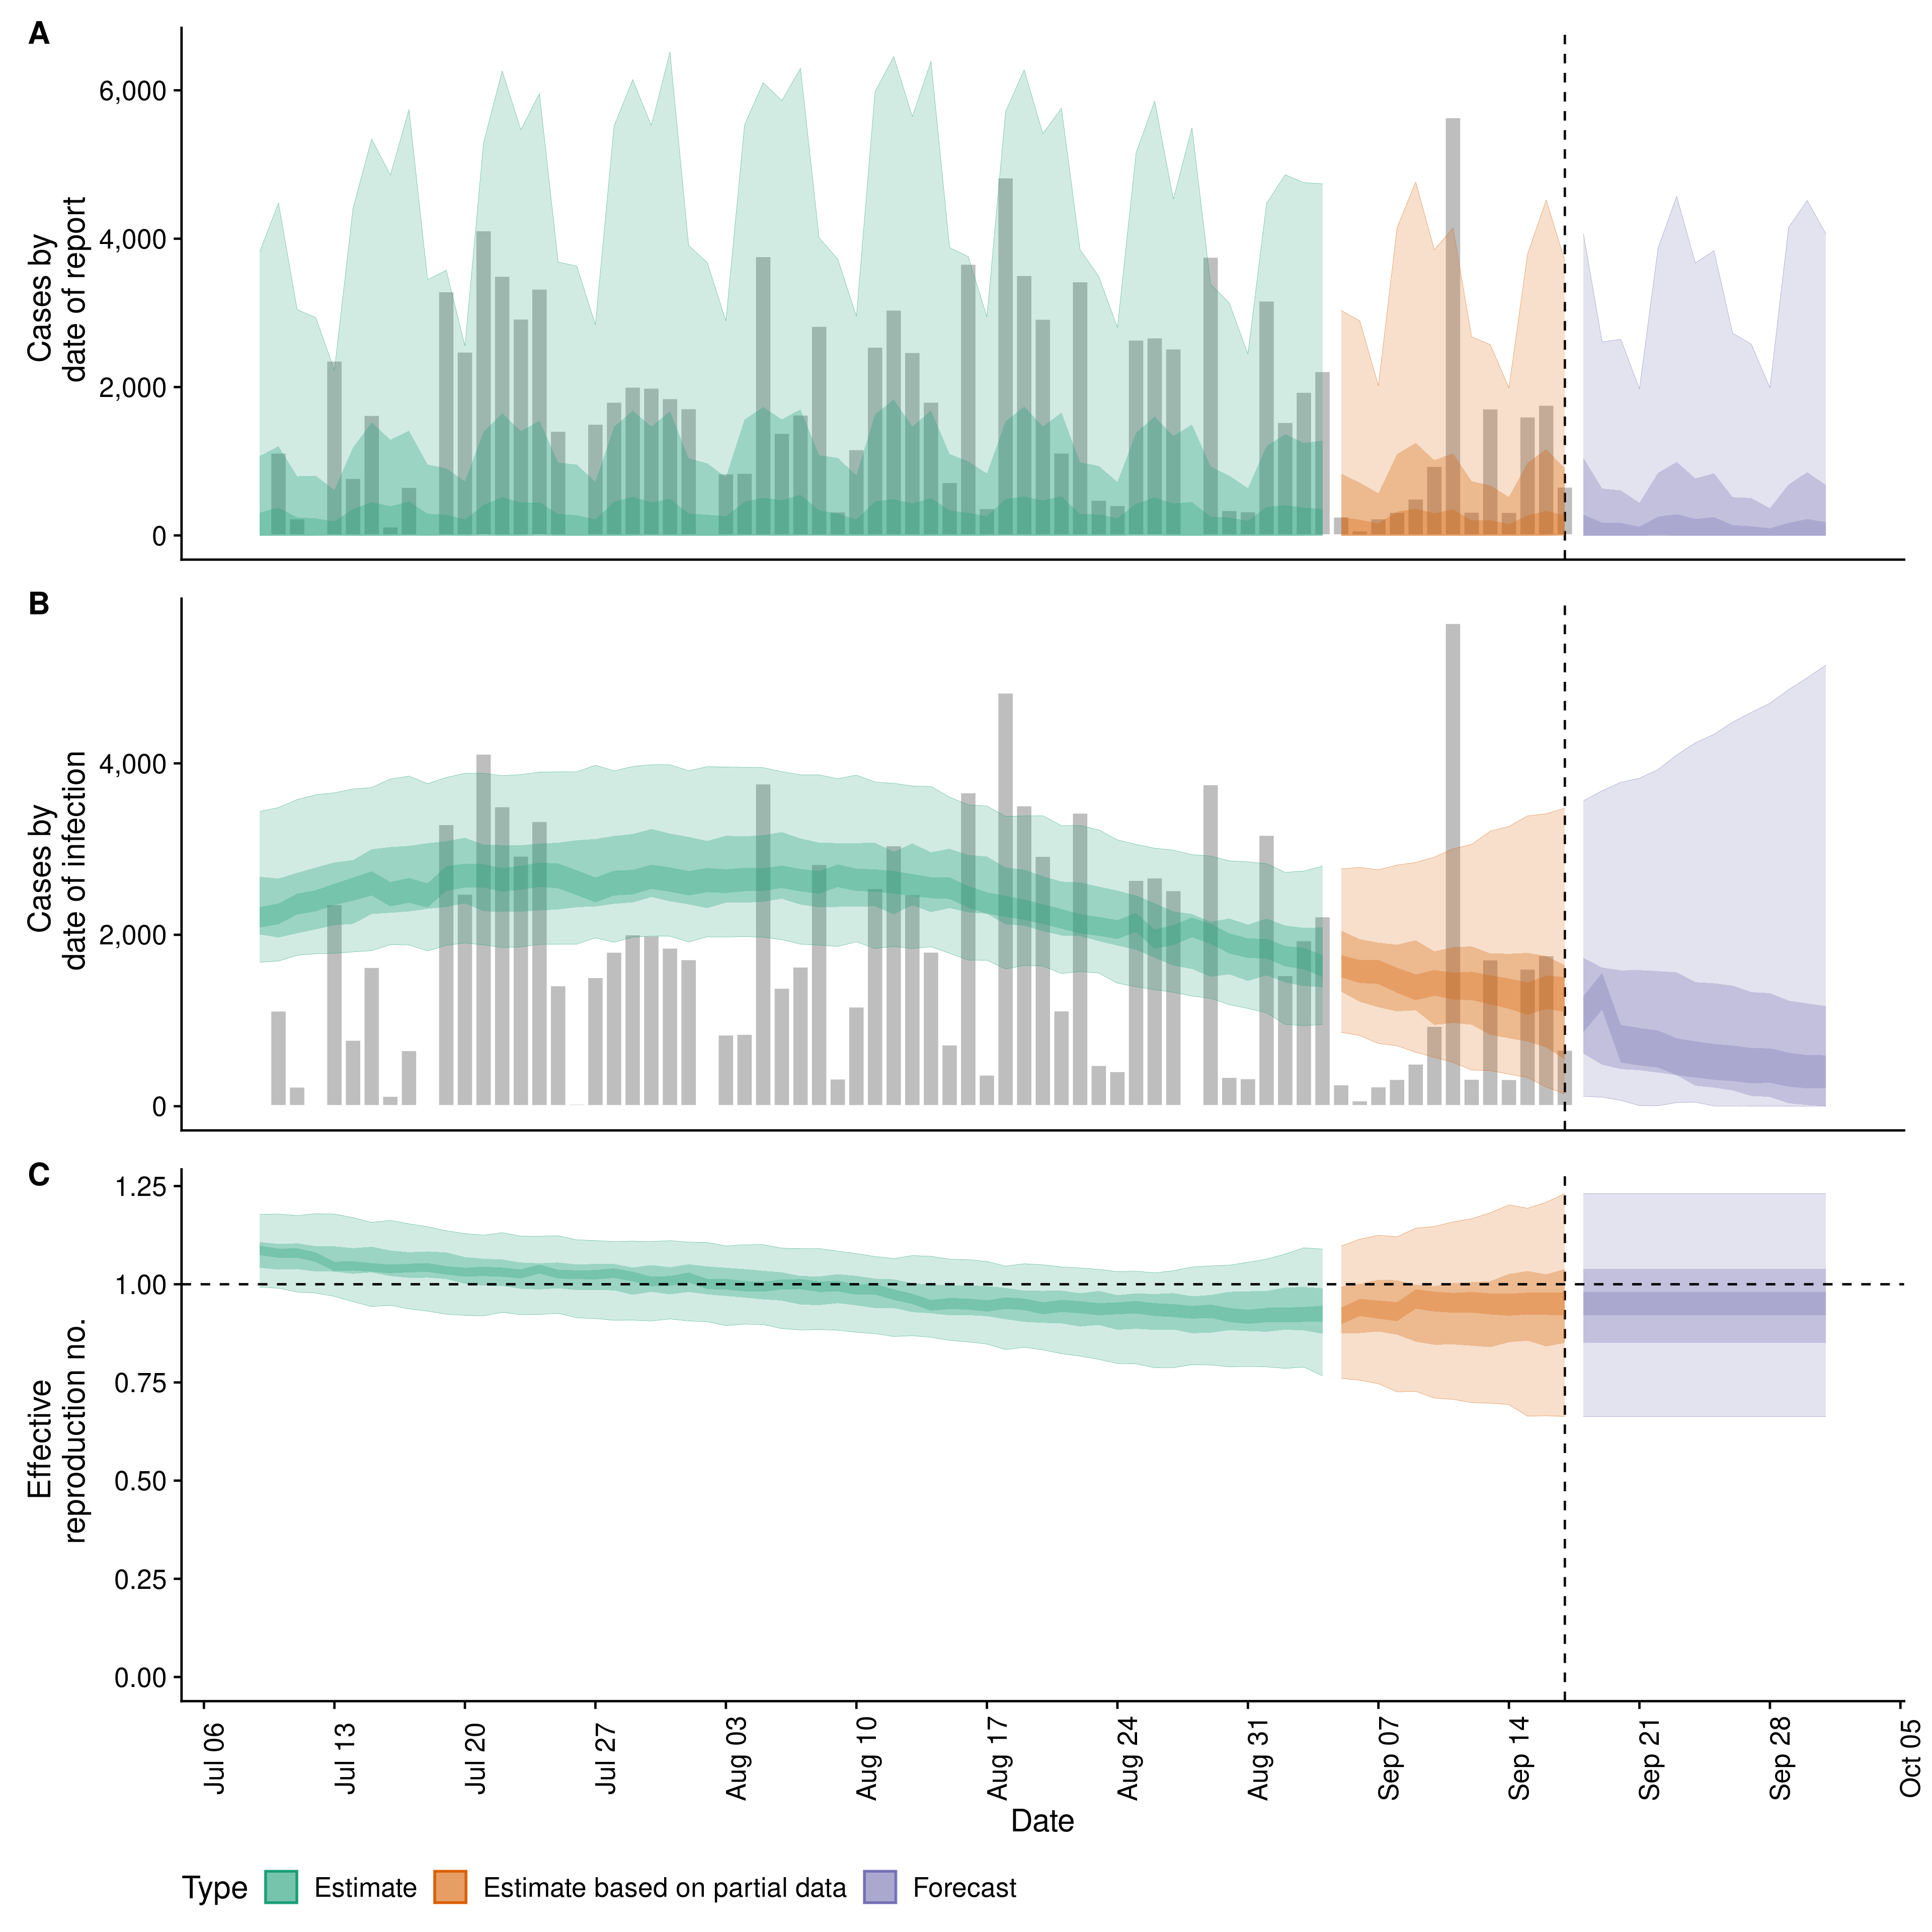 A
Cases by
date of report
6,000
4,000
2,000
0
B
Cases by
date of infection
4,000
2,000
0
C
Effective
reproduction no.
1.25
1.00
0.75
0.50
0.25
0.00
Jul 06
Jul 13
Jul 20
Jul 27
Aug 03
Aug 10
Aug 17
Aug 24
Aug 31
Sep 07
Sep 14
Sep 21
Sep 28
Oct 05
Date
Type Estimate Estimate based on partial data Forecast